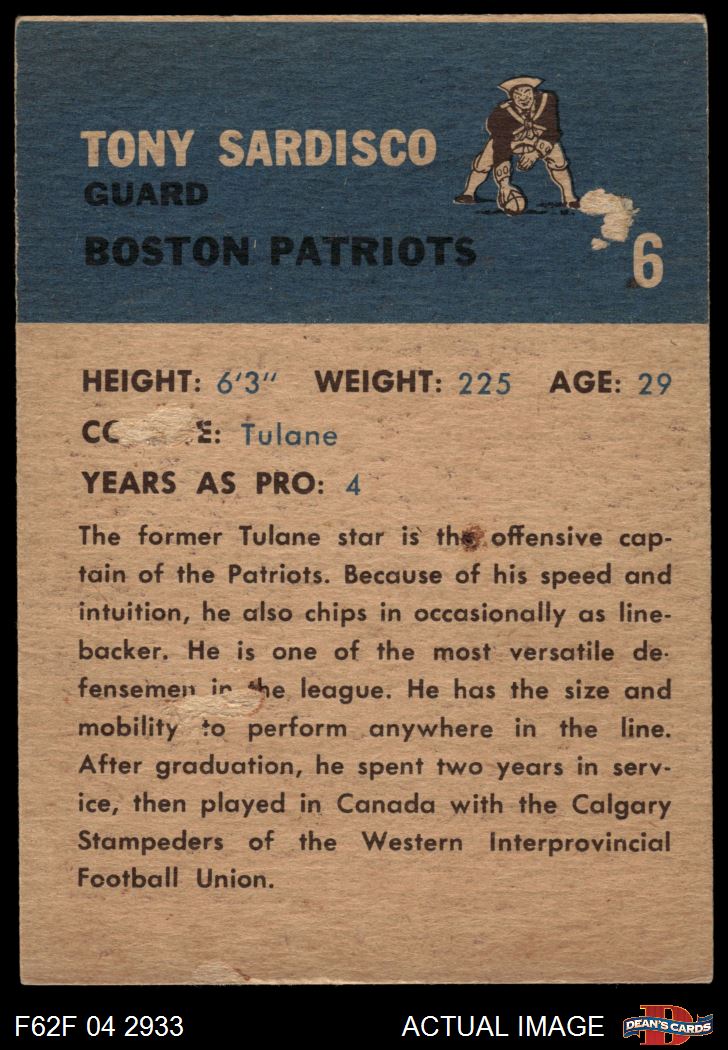 TONY SARDISCO
GUARD
BOSTON PATRIOTS
6
HEIGHT: 6'3" WEIGHT: 225 AGE: 29
Tulane
YEARS AS PRO: 4
The former Tulane star is the offensive cap-
tain of the Patriots. Because of his speed and
intuition, he also chips in occasionally as line-
backer. He is one of the most versatile de-
fensemen in the league. He has the size and
mobility to perform anywhere in the line.
After graduation, he spent two years in serv-
ice, then played in Canada with the Calgary
Stampeders of the Western Interprovincial
Football Union.
F62F 04 2933 ACTUAL IMAGE D DEAN'S CARDS